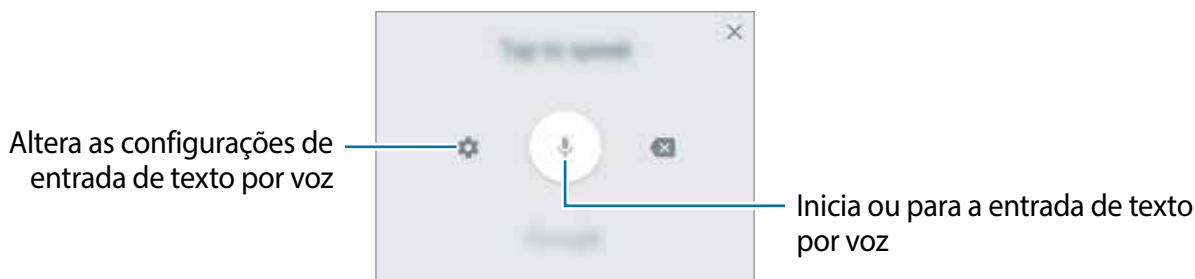 Altera as configurações de
entrada de texto por voz
Inicia ou para a entrada de texto
por voz